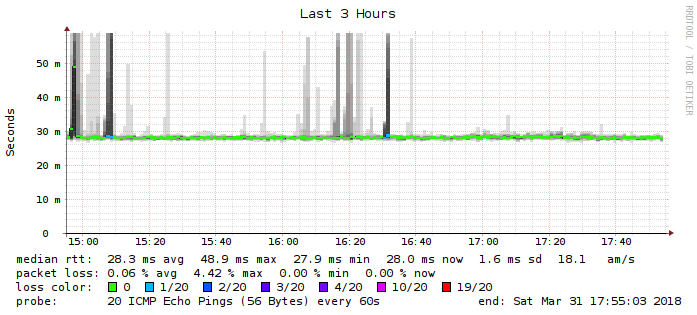 Last 3 Hours
RRDTOOL / TOBI OETIKER
Seconds
50 m
40 m
30 m
20 m
10 m
0
15:00 15:20 15:40 16:00 16:20 16:40 17:00 17:20 17:40
median rtt: 28.3 ms avg 48.9 ms max 27.9 ms min 28.0 ms now 1.6 ms sd 18.1 am/s
packet loss: 0.06 % avg 4.42 % max 0.00 % min 0.00 % now
loss color: 0 1/20 2/20 3/20 4/20 10/20 19/20
probe: 20 ICMP Echo Pings (56 Bytes) every 60s end: Sat Mar 31 17:55:03 2018